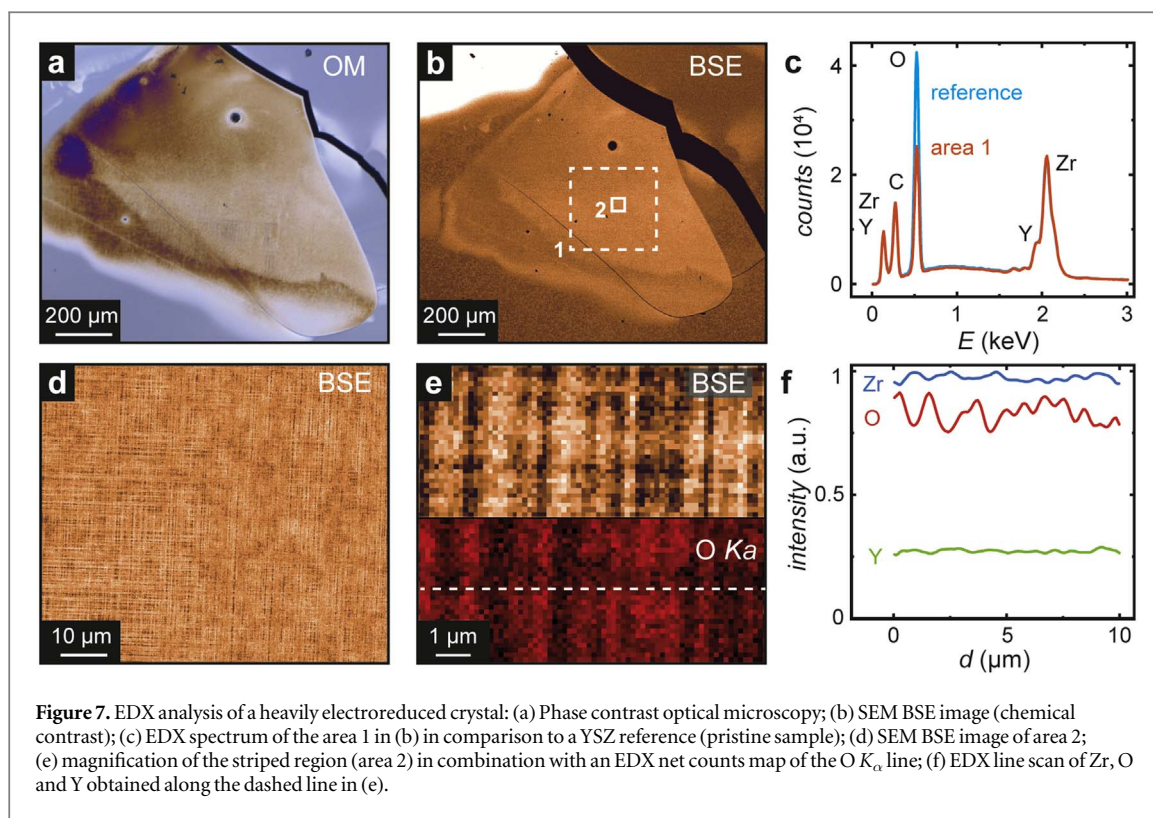 a
OM
200 µm
b
BSE
1
2
200 µm
c
counts (10⁴)
4
2
0
O
reference
area 1
Zr
Y
C
Y
Zr
0
1
2
3
E (keV)
d
BSE
10 µm
e
BSE
O Ka
1 µm
f
intensity (a.u.)
1
0.5
0
Zr
O
Y
0
5
10
d (µm)
Figure 7. EDX analysis of a heavily electroreduced crystal: (a) Phase contrast optical microscopy; (b) SEM BSE image (chemical
contrast); (c) EDX spectrum of the area 1 in (b) in comparison to a YSZ reference (pristine sample); (d) SEM BSE image of area 2;
(e) magnification of the striped region (area 2) in combination with an EDX net counts map of the O Kα line; (f) EDX line scan of Zr, O
and Y obtained along the dashed line in (e).